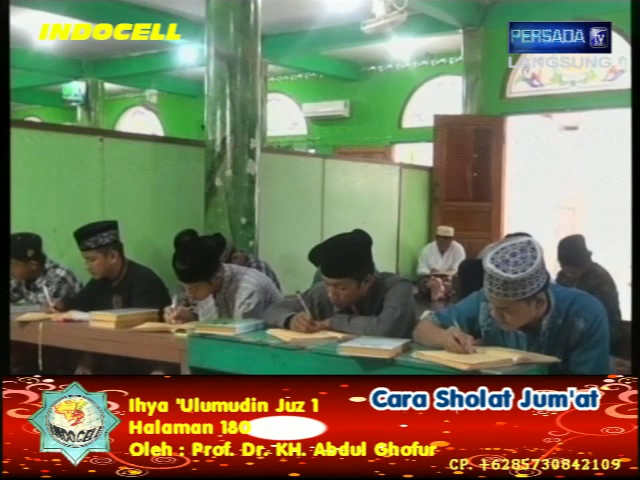 INDOCELL
PERSADA TV
LANGSUNG
Cara Sholat Jum'at
Ihya 'Ulumudin Juz 1
Halaman 180
Oleh : Prof. Dr. KH. Abdul Ghofur
INDOCELL
CP. +6285730842109